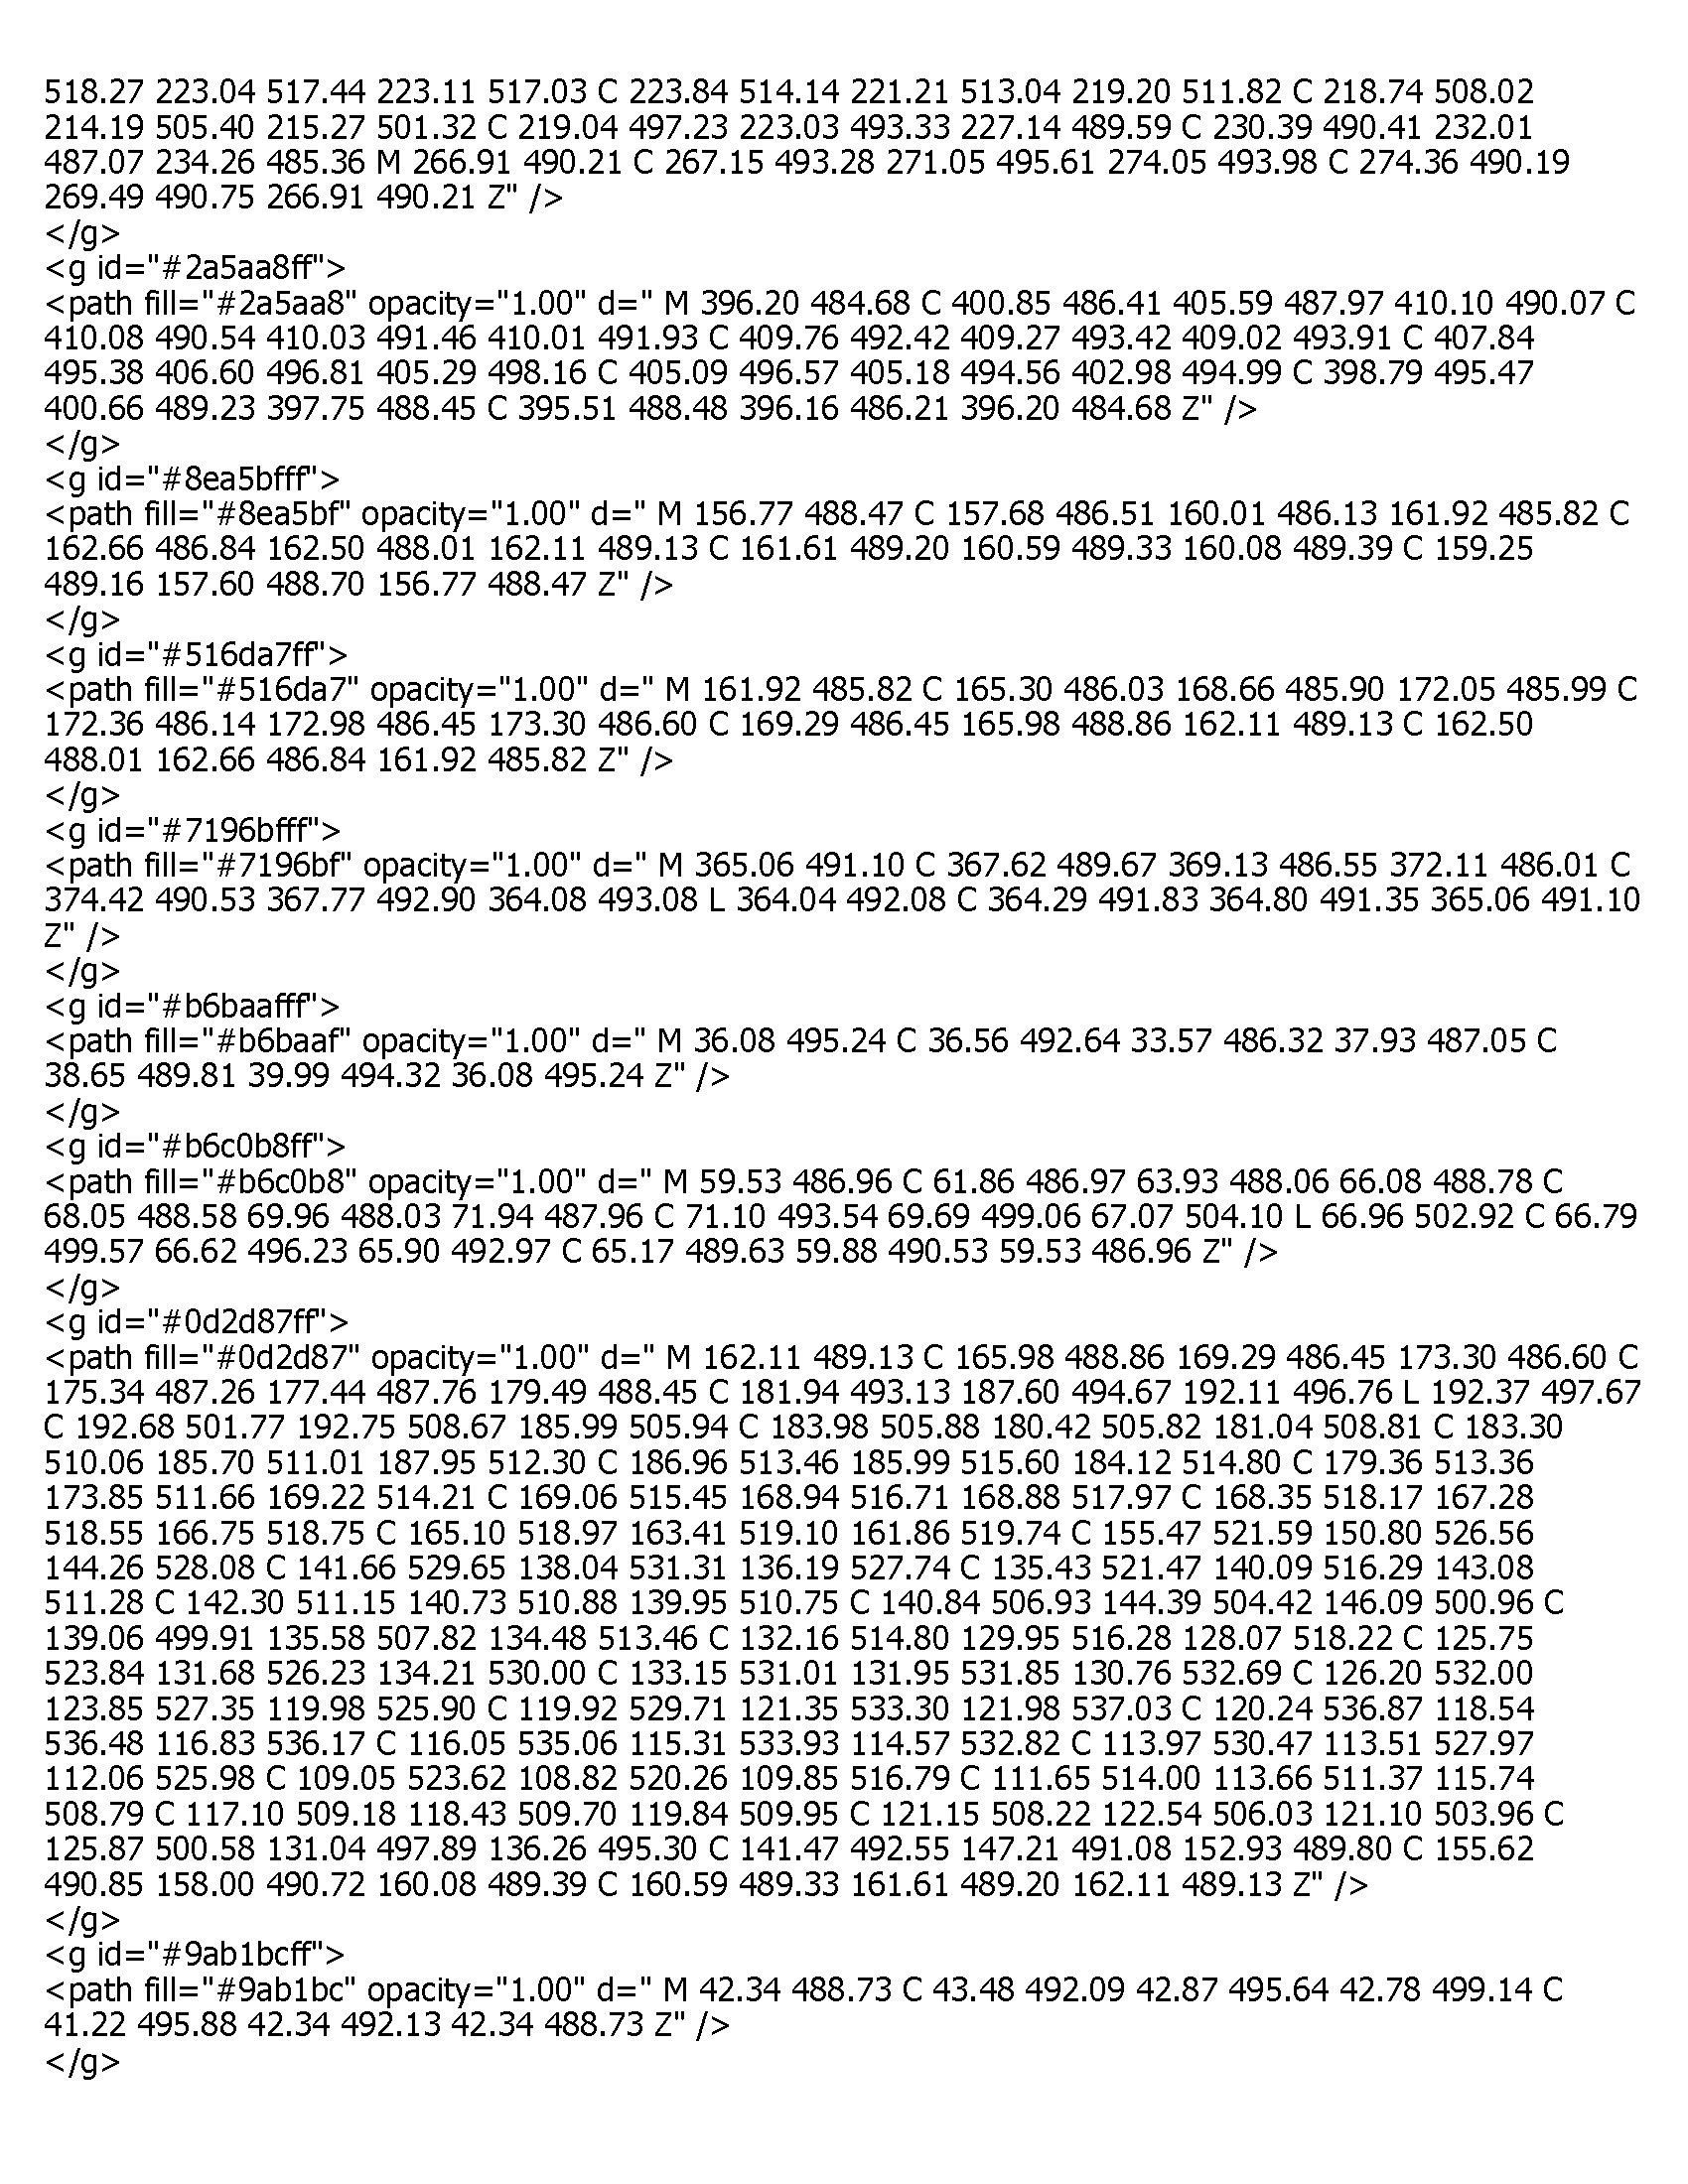 518.27 223.04 517.44 223.11 517.03 C 223.84 514.14 221.21 513.04 219.20 511.82 C 218.74 508.02
214.19 505.40 215.27 501.32 C 219.04 497.23 223.03 493.33 227.14 489.59 C 230.39 490.41 232.01
487.07 234.26 485.36 M 266.91 490.21 C 267.15 493.28 271.05 495.61 274.05 493.98 C 274.36 490.19
269.49 490.75 266.91 490.21 Z" />
</g>
<g id="#2a5aa8ff">
<path fill="#2a5aa8" opacity="1.00" d=" M 396.20 484.68 C 400.85 486.41 405.59 487.97 410.10 490.07 C
410.08 490.54 410.03 491.46 410.01 491.93 C 409.76 492.42 409.27 493.42 409.02 493.91 C 407.84
495.38 406.60 496.81 405.29 498.16 C 405.09 496.57 405.18 494.56 402.98 494.99 C 398.79 495.47
400.66 489.23 397.75 488.45 C 395.51 488.48 396.16 486.21 396.20 484.68 Z" />
</g>
<g id="#8ea5bfff">
<path fill="#8ea5bf" opacity="1.00" d=" M 156.77 488.47 C 157.68 486.51 160.01 486.13 161.92 485.82 C
162.66 486.84 162.50 488.01 162.11 489.13 C 161.61 489.20 160.59 489.33 160.08 489.39 C 159.25
489.16 157.60 488.70 156.77 488.47 Z" />
</g>
<g id="#516da7ff">
<path fill="#516da7" opacity="1.00" d=" M 161.92 485.82 C 165.30 486.03 168.66 485.90 172.05 485.99 C
172.36 486.14 172.98 486.45 173.30 486.60 C 169.29 486.45 165.98 488.86 162.11 489.13 C 162.50
488.01 162.66 486.84 161.92 485.82 Z" />
</g>
<g id="#7196bfff">
<path fill="#7196bf" opacity="1.00" d=" M 365.06 491.10 C 367.62 489.67 369.13 486.55 372.11 486.01 C
374.42 490.53 367.77 492.90 364.08 493.08 L 364.04 492.08 C 364.29 491.83 364.80 491.35 365.06 491.10
Z" />
</g>
<g id="#b6baafff">
<path fill="#b6baaf" opacity="1.00" d=" M 36.08 495.24 C 36.56 492.64 33.57 486.32 37.93 487.05 C
38.65 489.81 39.99 494.32 36.08 495.24 Z" />
</g>
<g id="#b6c0b8ff">
<path fill="#b6c0b8" opacity="1.00" d=" M 59.53 486.96 C 61.86 486.97 63.93 488.06 66.08 488.78 C
68.05 488.58 69.96 488.03 71.94 487.96 C 71.10 493.54 69.69 499.06 67.07 504.10 L 66.96 502.92 C 66.79
499.57 66.62 496.23 65.90 492.97 C 65.17 489.63 59.88 490.53 59.53 486.96 Z" />
</g>
<g id="#0d2d87ff">
<path fill="#0d2d87" opacity="1.00" d=" M 162.11 489.13 C 165.98 488.86 169.29 486.45 173.30 486.60 C
175.34 487.26 177.44 487.76 179.49 488.45 C 181.94 493.13 187.60 494.67 192.11 496.76 L 192.37 497.67
C 192.68 501.77 192.75 508.67 185.99 505.94 C 183.98 505.88 180.42 505.82 181.04 508.81 C 183.30
510.06 185.70 511.01 187.95 512.30 C 186.96 513.46 185.99 515.60 184.12 514.80 C 179.36 513.36
173.85 511.66 169.22 514.21 C 169.06 515.45 168.94 516.71 168.88 517.97 C 168.35 518.17 167.28
518.55 166.75 518.75 C 165.10 518.97 163.41 519.10 161.86 519.74 C 155.47 521.59 150.80 526.56
144.26 528.08 C 141.66 529.65 138.04 531.31 136.19 527.74 C 135.43 521.47 140.09 516.29 143.08
511.28 C 142.30 511.15 140.73 510.88 139.95 510.75 C 140.84 506.93 144.39 504.42 146.09 500.96 C
139.06 499.91 135.58 507.82 134.48 513.46 C 132.16 514.80 129.95 516.28 128.07 518.22 C 125.75
523.84 131.68 526.23 134.21 530.00 C 133.15 531.01 131.95 531.85 130.76 532.69 C 126.20 532.00
123.85 527.35 119.98 525.90 C 119.92 529.71 121.35 533.30 121.98 537.03 C 120.24 536.87 118.54
536.48 116.83 536.17 C 116.05 535.06 115.31 533.93 114.57 532.82 C 113.97 530.47 113.51 527.97
112.06 525.98 C 109.05 523.62 108.82 520.26 109.85 516.79 C 111.65 514.00 113.66 511.37 115.74
508.79 C 117.10 509.18 118.43 509.70 119.84 509.95 C 121.15 508.22 122.54 506.03 121.10 503.96 C
125.87 500.58 131.04 497.89 136.26 495.30 C 141.47 492.55 147.21 491.08 152.93 489.80 C 155.62
490.85 158.00 490.72 160.08 489.39 C 160.59 489.33 161.61 489.20 162.11 489.13 Z" />
</g>
<g id="#9ab1bcff">
<path fill="#9ab1bc" opacity="1.00" d=" M 42.34 488.73 C 43.48 492.09 42.87 495.64 42.78 499.14 C
41.22 495.88 42.34 492.13 42.34 488.73 Z" />
</g>